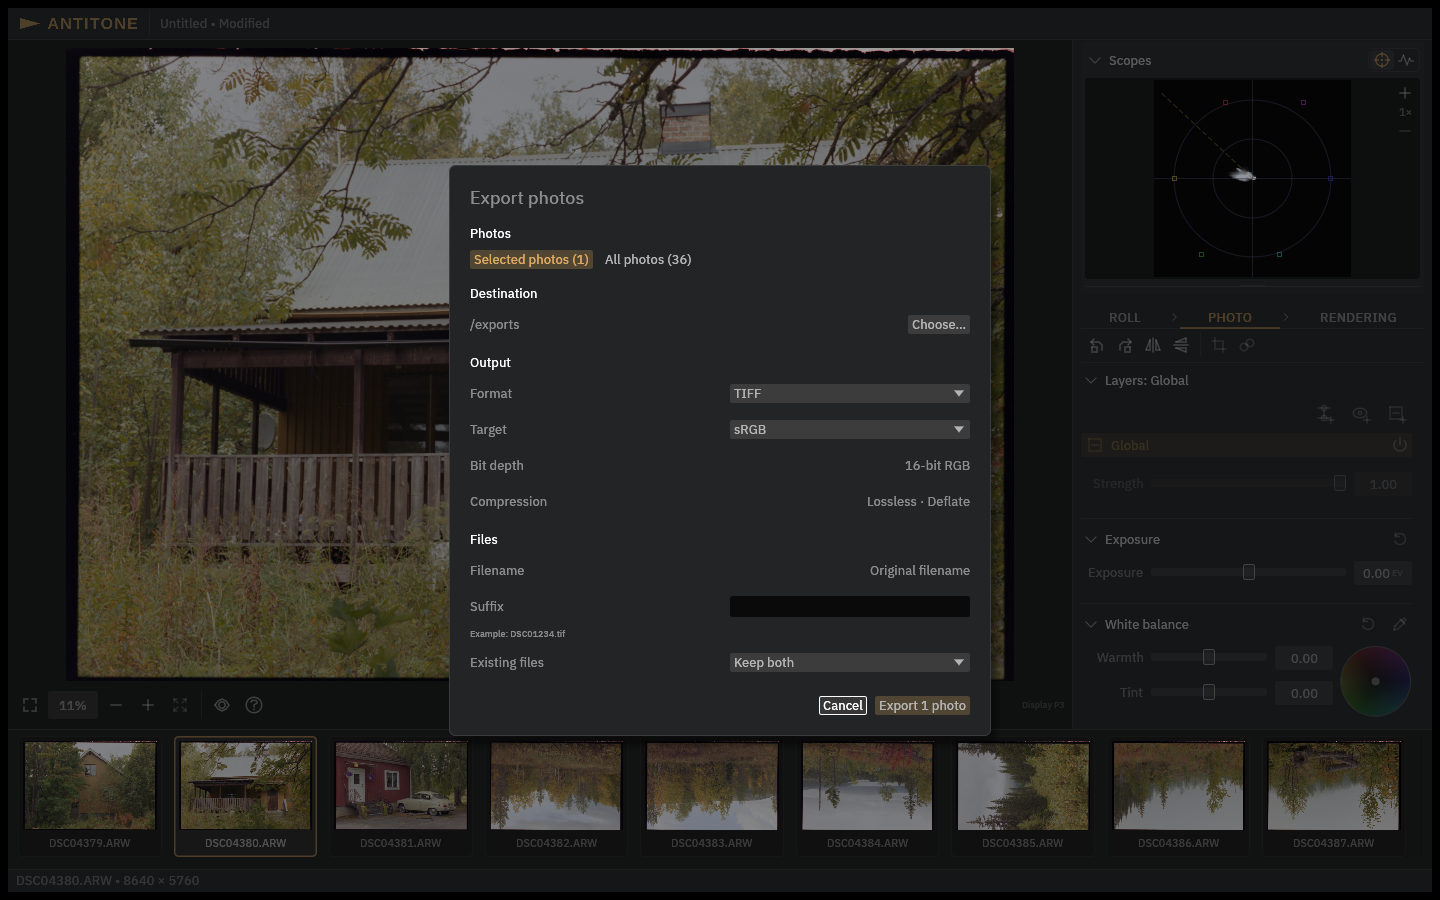 ANTITONE
Untitled • Modified
Scopes
1×
Export photos
Photos
Selected photos (1) All photos (36)
Destination
/exports Choose...
Output
Format TIFF
Target sRGB
Bit depth 16-bit RGB
Compression Lossless · Deflate
Files
Filename Original filename
Suffix
Example: DSC01234.tif
Existing files Keep both
Cancel Export 1 photo
ROLL PHOTO RENDERING
Layers: Global
Global
Strength 1.00
Exposure
Exposure 0.00 EV
White balance
Warmth 0.00
Tint 0.00
11%
Display P3
DSC04379.ARW DSC04380.ARW DSC04381.ARW DSC04382.ARW DSC04383.ARW DSC04384.ARW DSC04385.ARW DSC04386.ARW DSC04387.ARW
DSC04380.ARW • 8640 × 5760